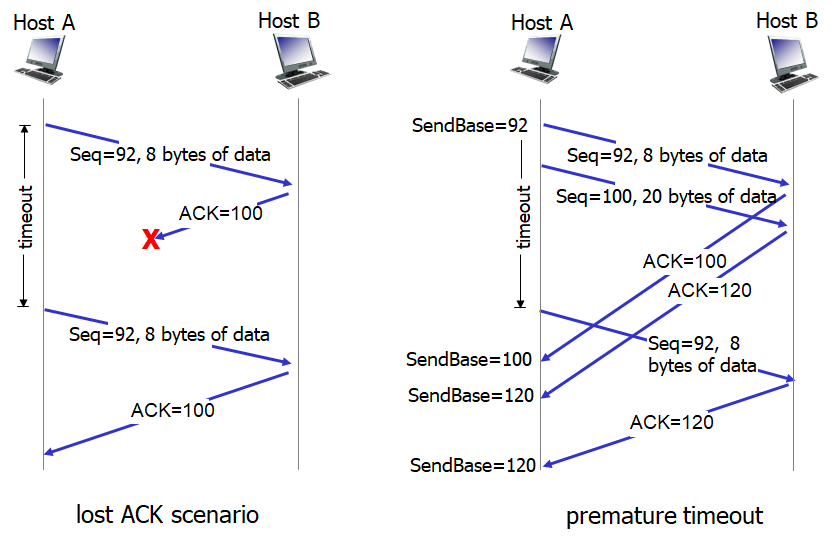 Host A
Host B
Seq=92, 8 bytes of data
ACK=100
X
timeout
Seq=92, 8 bytes of data
ACK=100
lost ACK scenario
Host A
Host B
SendBase=92
Seq=92, 8 bytes of data
Seq=100, 20 bytes of data
timeout
ACK=100
ACK=120
Seq=92, 8
bytes of data
SendBase=100
SendBase=120
ACK=120
SendBase=120
premature timeout